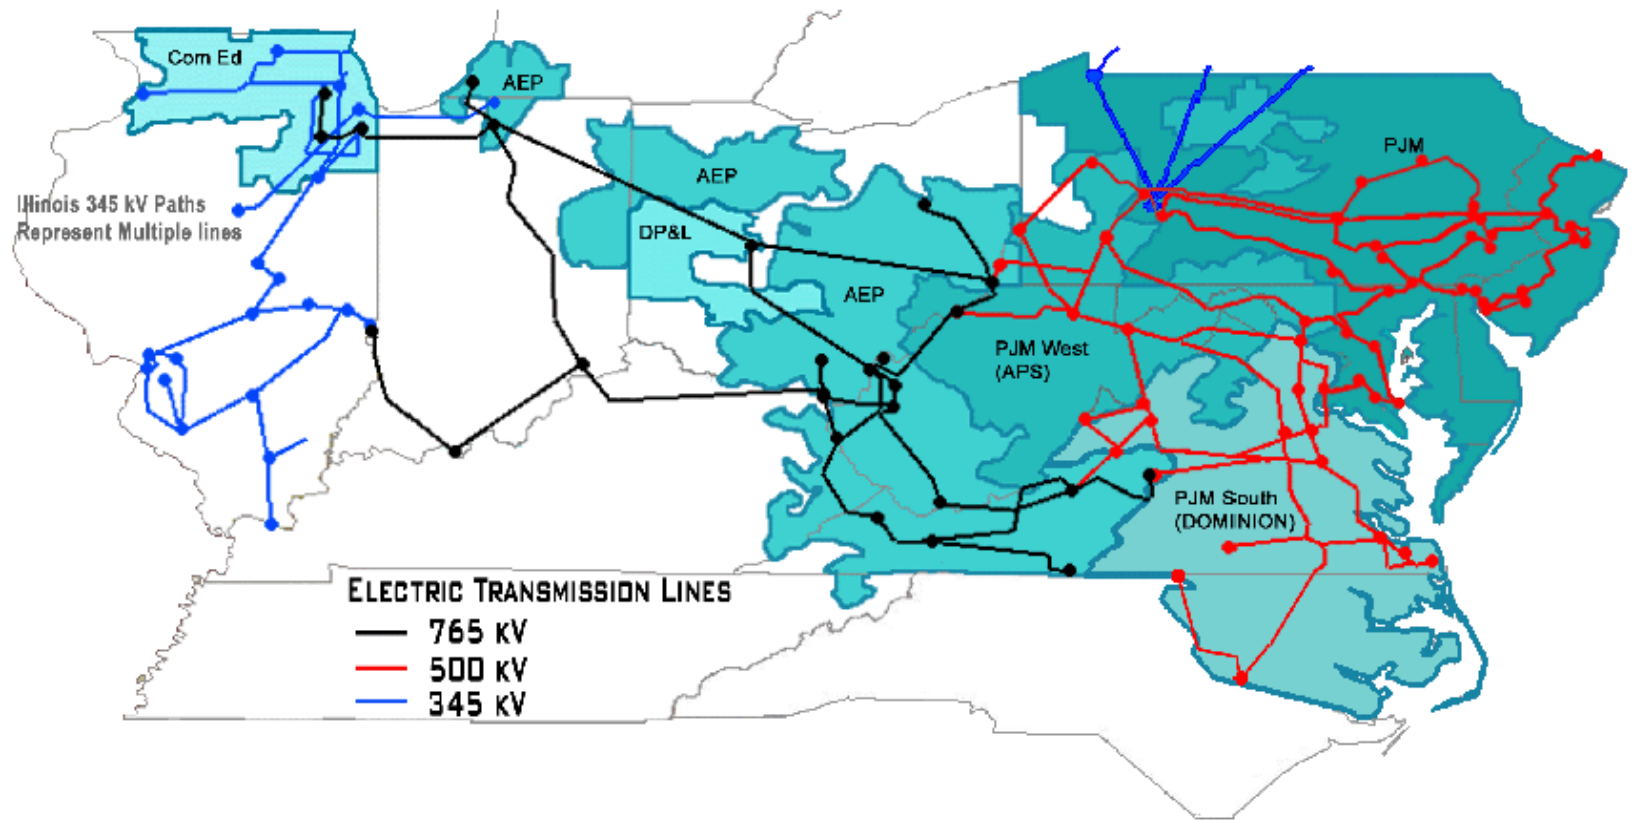 Com Ed
AEP
PJM
AEP
Illinois 345 kV Paths
Represent Multiple lines
DP&L
AEP
PJM West
(APS)
PJM South
(DOMINION)
ELECTRIC TRANSMISSION LINES
765 KV
500 KV
345 KV